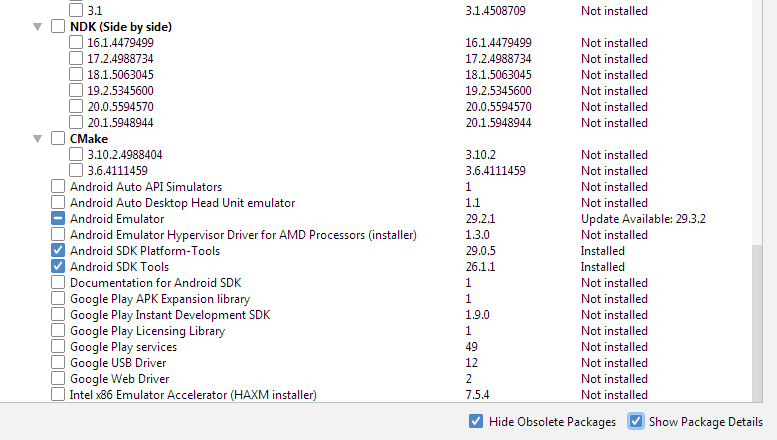 3.1 3.1.4508709 Not installed
NDK (Side by side)
16.1.4479499 16.1.4479499 Not installed
17.2.4988734 17.2.4988734 Not installed
18.1.5063045 18.1.5063045 Not installed
19.2.5345600 19.2.5345600 Not installed
20.0.5594570 20.0.5594570 Not installed
20.1.5948944 20.1.5948944 Not installed
CMake
3.10.2.4988404 3.10.2 Not installed
3.6.4111459 3.6.4111459 Not installed
Android Auto API Simulators 1 Not installed
Android Auto Desktop Head Unit emulator 1.1 Not installed
Android Emulator 29.2.1 Update Available: 29.3.2
Android Emulator Hypervisor Driver for AMD Processors (installer) 1.3.0 Not installed
Android SDK Platform-Tools 29.0.5 Installed
Android SDK Tools 26.1.1 Installed
Documentation for Android SDK 1 Not installed
Google Play APK Expansion library 1 Not installed
Google Play Instant Development SDK 1.9.0 Not installed
Google Play Licensing Library 1 Not installed
Google Play services 49 Not installed
Google USB Driver 12 Not installed
Google Web Driver 2 Not installed
Intel x86 Emulator Accelerator (HAXM installer) 7.5.4 Not installed
Hide Obsolete Packages Show Package Details